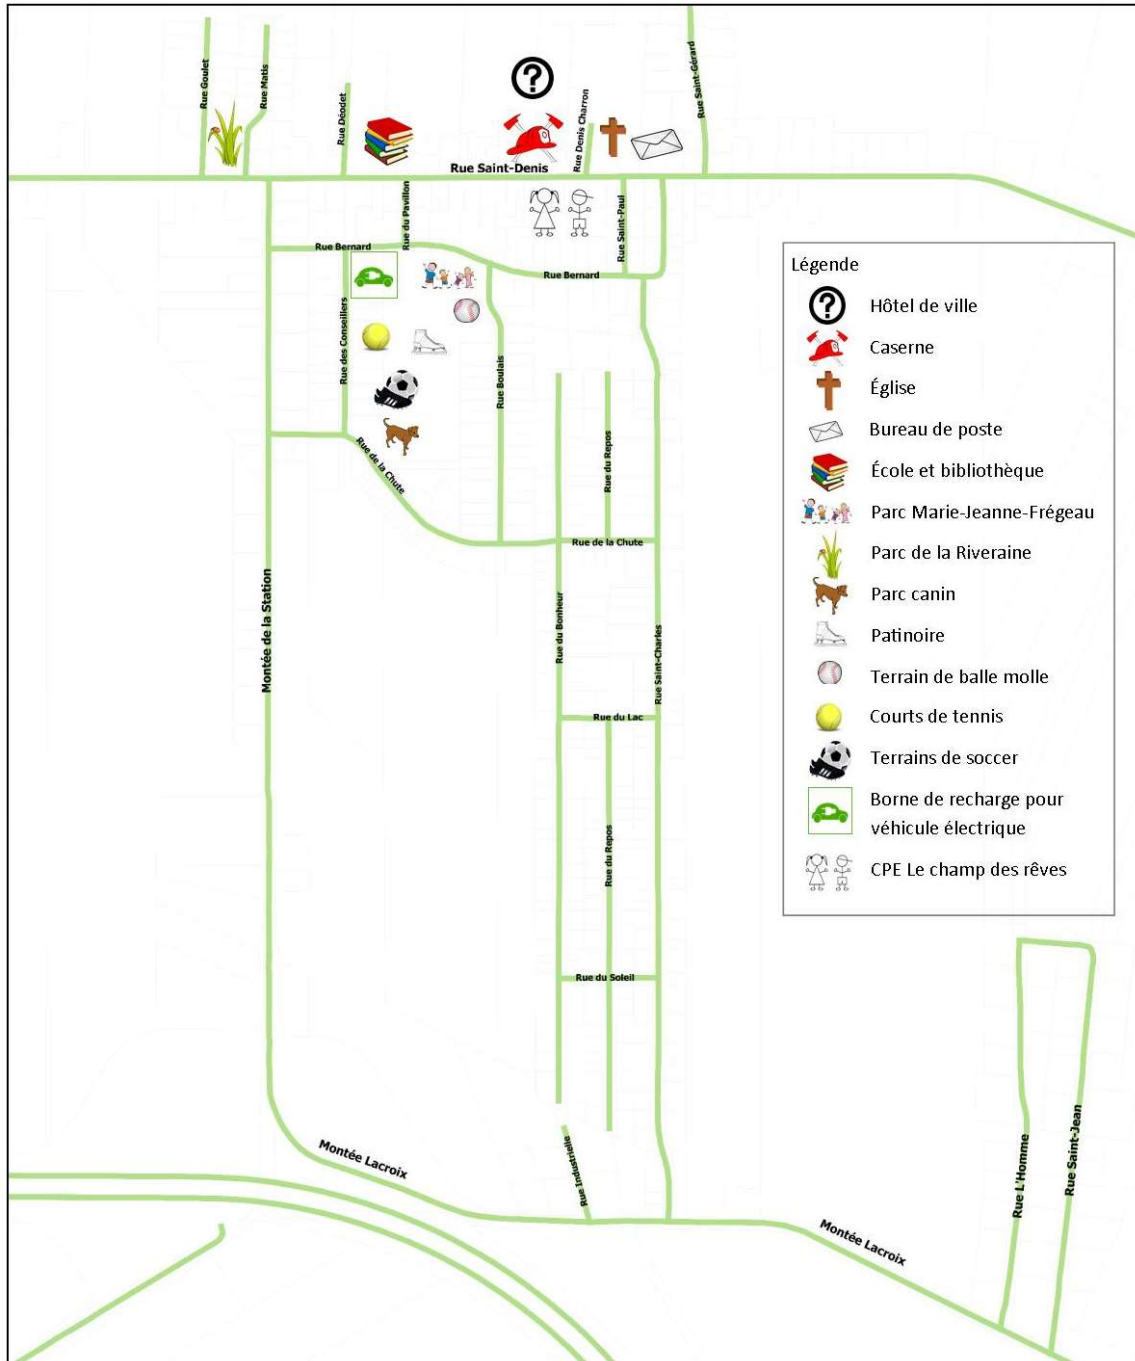 Rue Goulet
Rue Matis
Rue Déodet
Rue Denis Charron
Rue Saint-Gérard
Rue Saint-Denis
Rue du Pavillon
Rue Saint-Paul
Rue Bernard
Rue Bernard
Rue des Conseillers
Rue Boulais
Rue de la Chute
Rue du Repos
Rue de la Chute
Montée de la Station
Rue du Bonheur
Rue Saint-Charles
Rue du Lac
Rue du Repos
Rue du Soleil
Rue Industrielle
Montée Lacroix
Montée Lacroix
Rue L'Homme
Rue Saint-Jean
Légende
Hôtel de ville
Caserne
Église
Bureau de poste
École et bibliothèque
Parc Marie-Jeanne-Frégeau
Parc de la Riveraine
Parc canin
Patinoire
Terrain de balle molle
Courts de tennis
Terrains de soccer
Borne de recharge pour
véhicule électrique
CPE Le champ des rêves